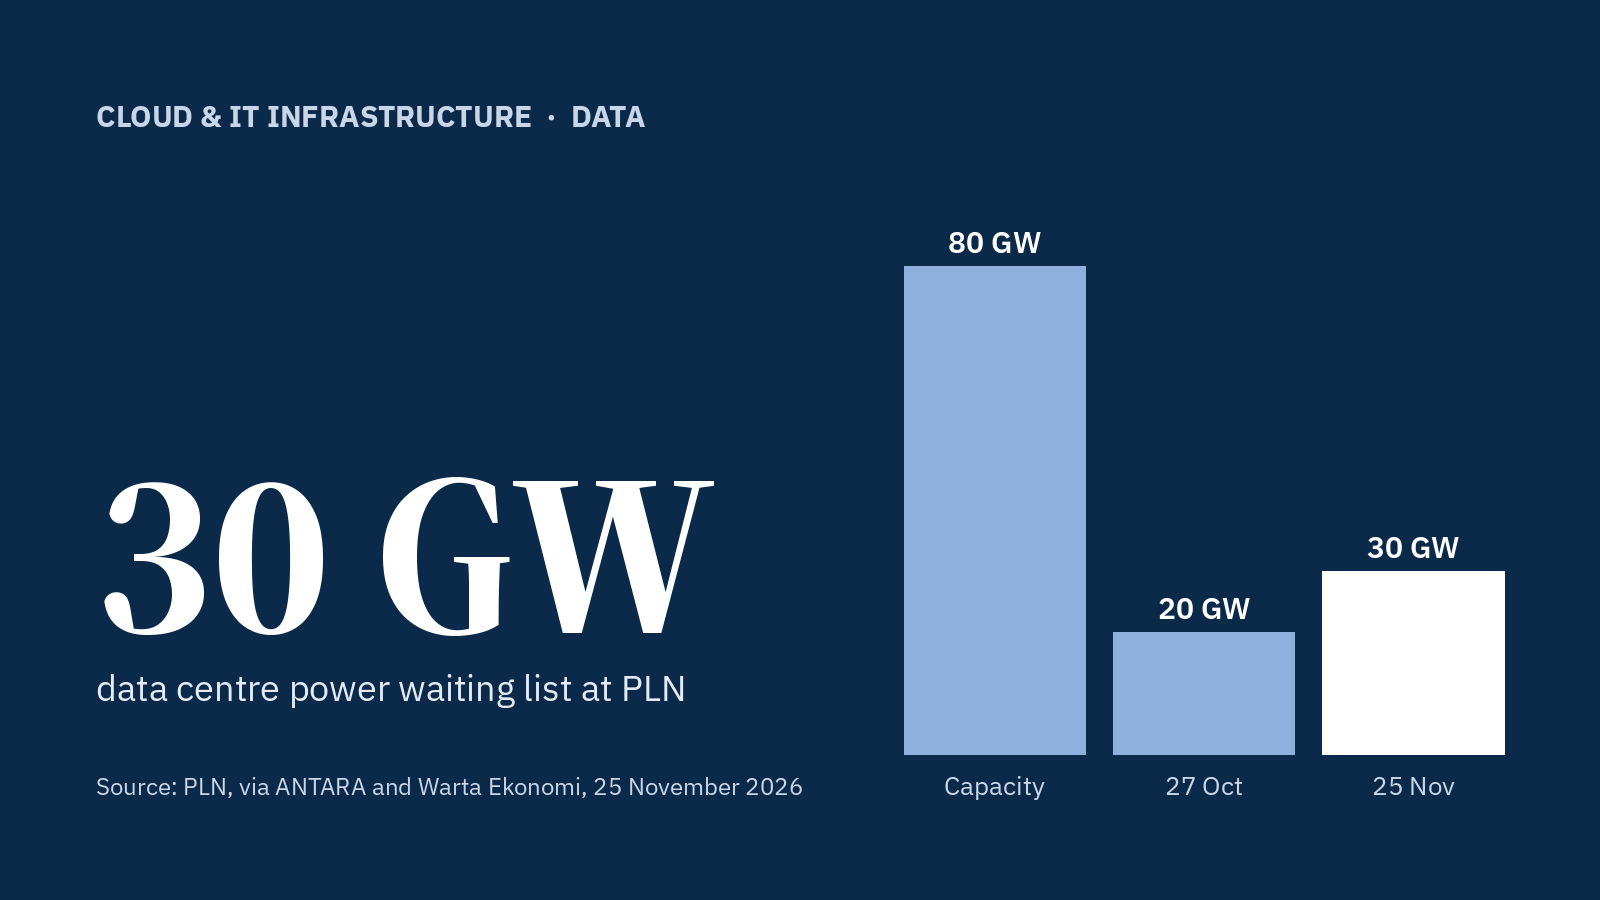 CLOUD & IT INFRASTRUCTURE · DATA
30 GW
data centre power waiting list at PLN
Source: PLN, via ANTARA and Warta Ekonomi, 25 November 2026
80 GW
20 GW
30 GW
Capacity
27 Oct
25 Nov